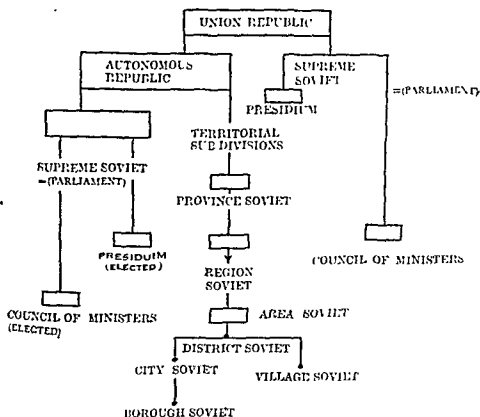 UNION REPUBLIC
AUTONOMOUS
REPUBLIC
SUPREME
SOVIET
=(PARLIAMENT)
PRESIDIUM
TERRITORIAL
SUB DIVISIONS
SUPREME SOVIET
=(PARLIAMENT)
PROVINCE SOVIET
PRESIDUIM
(ELECTED)
COUNCIL OF MINISTERS
REGION
SOVIET
COUNCIL OF MINISTERS
(ELECTED)
AREA SOVIET
DISTRICT SOVIET
CITY SOVIET
VILLAGE SOVIET
BOROUGH SOVIET